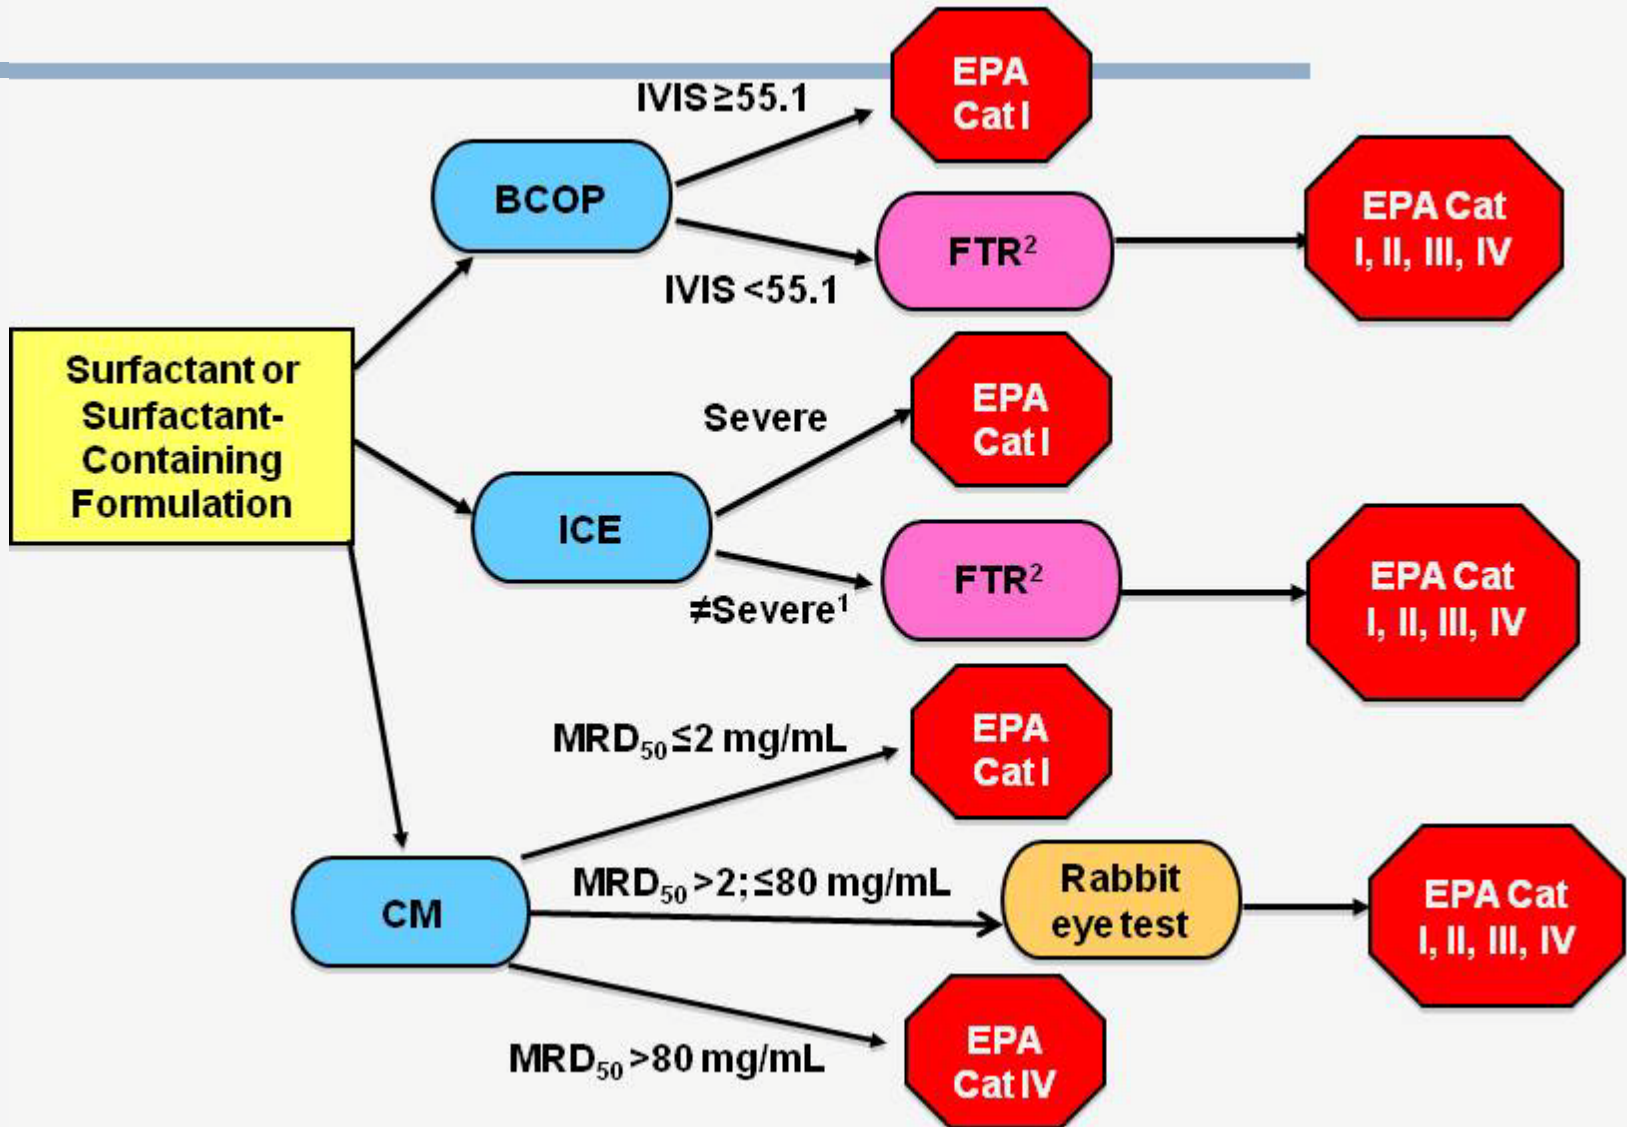 EPA
Cat I
IVIS ≥55.1
BCOP
EPA Cat
I, II, III, IV
FTR²
IVIS <55.1
Surfactant or
Surfactant-
Containing
Formulation
EPA
Cat I
Severe
ICE
EPA Cat
I, II, III, IV
FTR²
≠Severe¹
EPA
Cat I
MRD₅₀ ≤2 mg/mL
MRD₅₀ >2;≤80 mg/mL
Rabbit
eye test
EPA Cat
I, II, III, IV
CM
EPA
Cat IV
MRD₅₀ >80 mg/mL